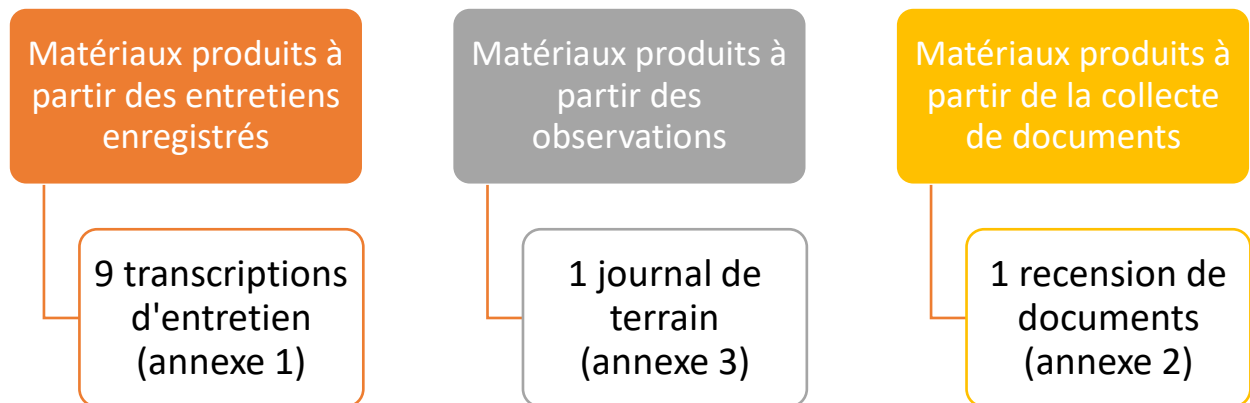 Matériaux produits à
partir des entretiens
enregistrés
9 transcriptions
d'entretien
(annexe 1)
Matériaux produits à
partir des
observations
1 journal de
terrain
(annexe 3)
Matériaux produits à
partir de la collecte
de documents
1 recension de
documents
(annexe 2)